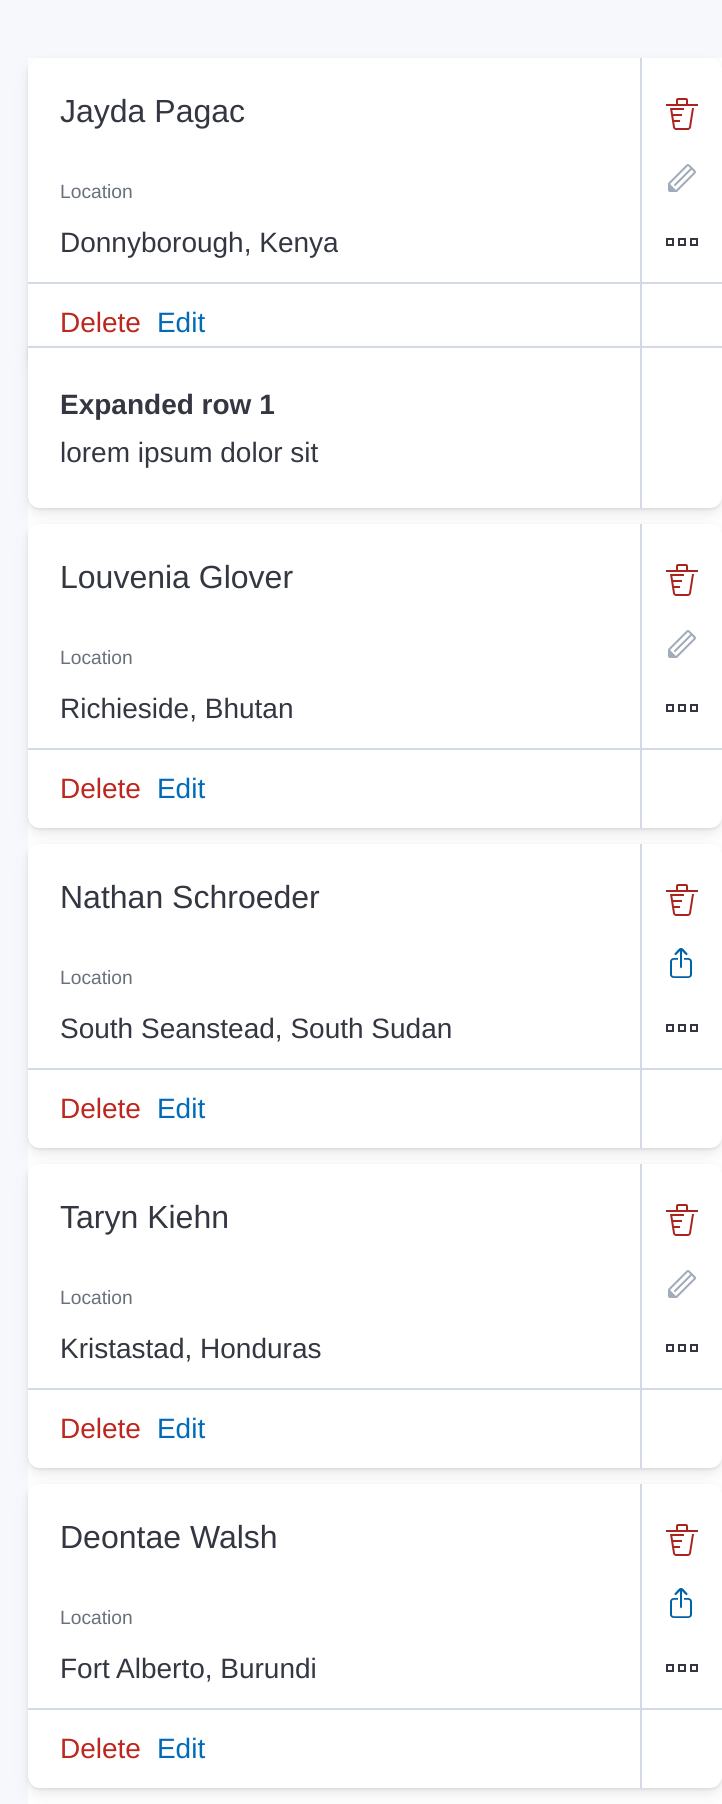 Jayda Pagac
Location
Donnyborough, Kenya
Delete Edit
Expanded row 1
lorem ipsum dolor sit
Louvenia Glover
Location
Richieside, Bhutan
Delete Edit
Nathan Schroeder
Location
South Seanstead, South Sudan
Delete Edit
Taryn Kiehn
Location
Kristastad, Honduras
Delete Edit
Deontae Walsh
Location
Fort Alberto, Burundi
Delete Edit